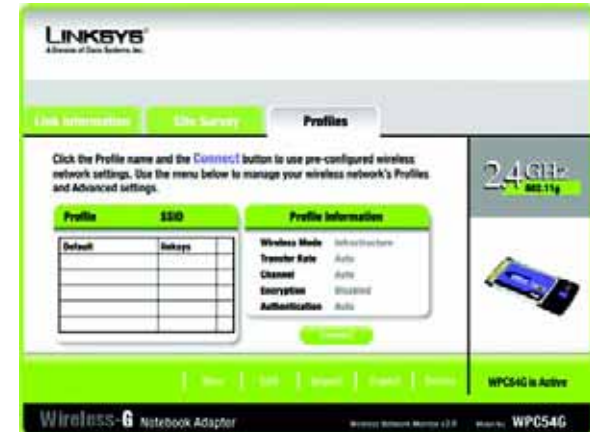 LINKSYS®
A Division of Cisco Systems, Inc.
Link Information Site Survey Profiles
Click the Profile name and the Connect button to use pre-configured wireless
network settings. Use the menu below to manage your wireless network's Profiles
and Advanced settings.
2.4 GHz
802.11g
Profile SSID
Default linksys
Profile Information
Wireless Mode Infrastructure
Transfer Rate Auto
Channel Auto
Encryption Disabled
Authentication Auto
Connect
New Edit Import Export Delete
WPC54G is Active
Wireless-G Notebook Adapter Wireless Network Monitor v2.0 Model No. WPC54G